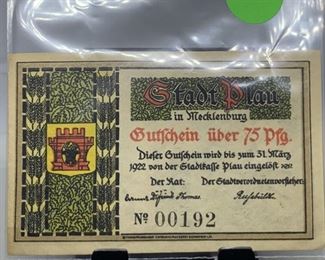 Stadt Plau
in Mecklenburg
Gutschein über 75 Pfg.
Dieser Gutschein wird bis zum 31. März
1922 von der Stadtkasse Plau eingelöst
Der Rat: Der Stadtverordnetenvorsteher:
Nº 00192